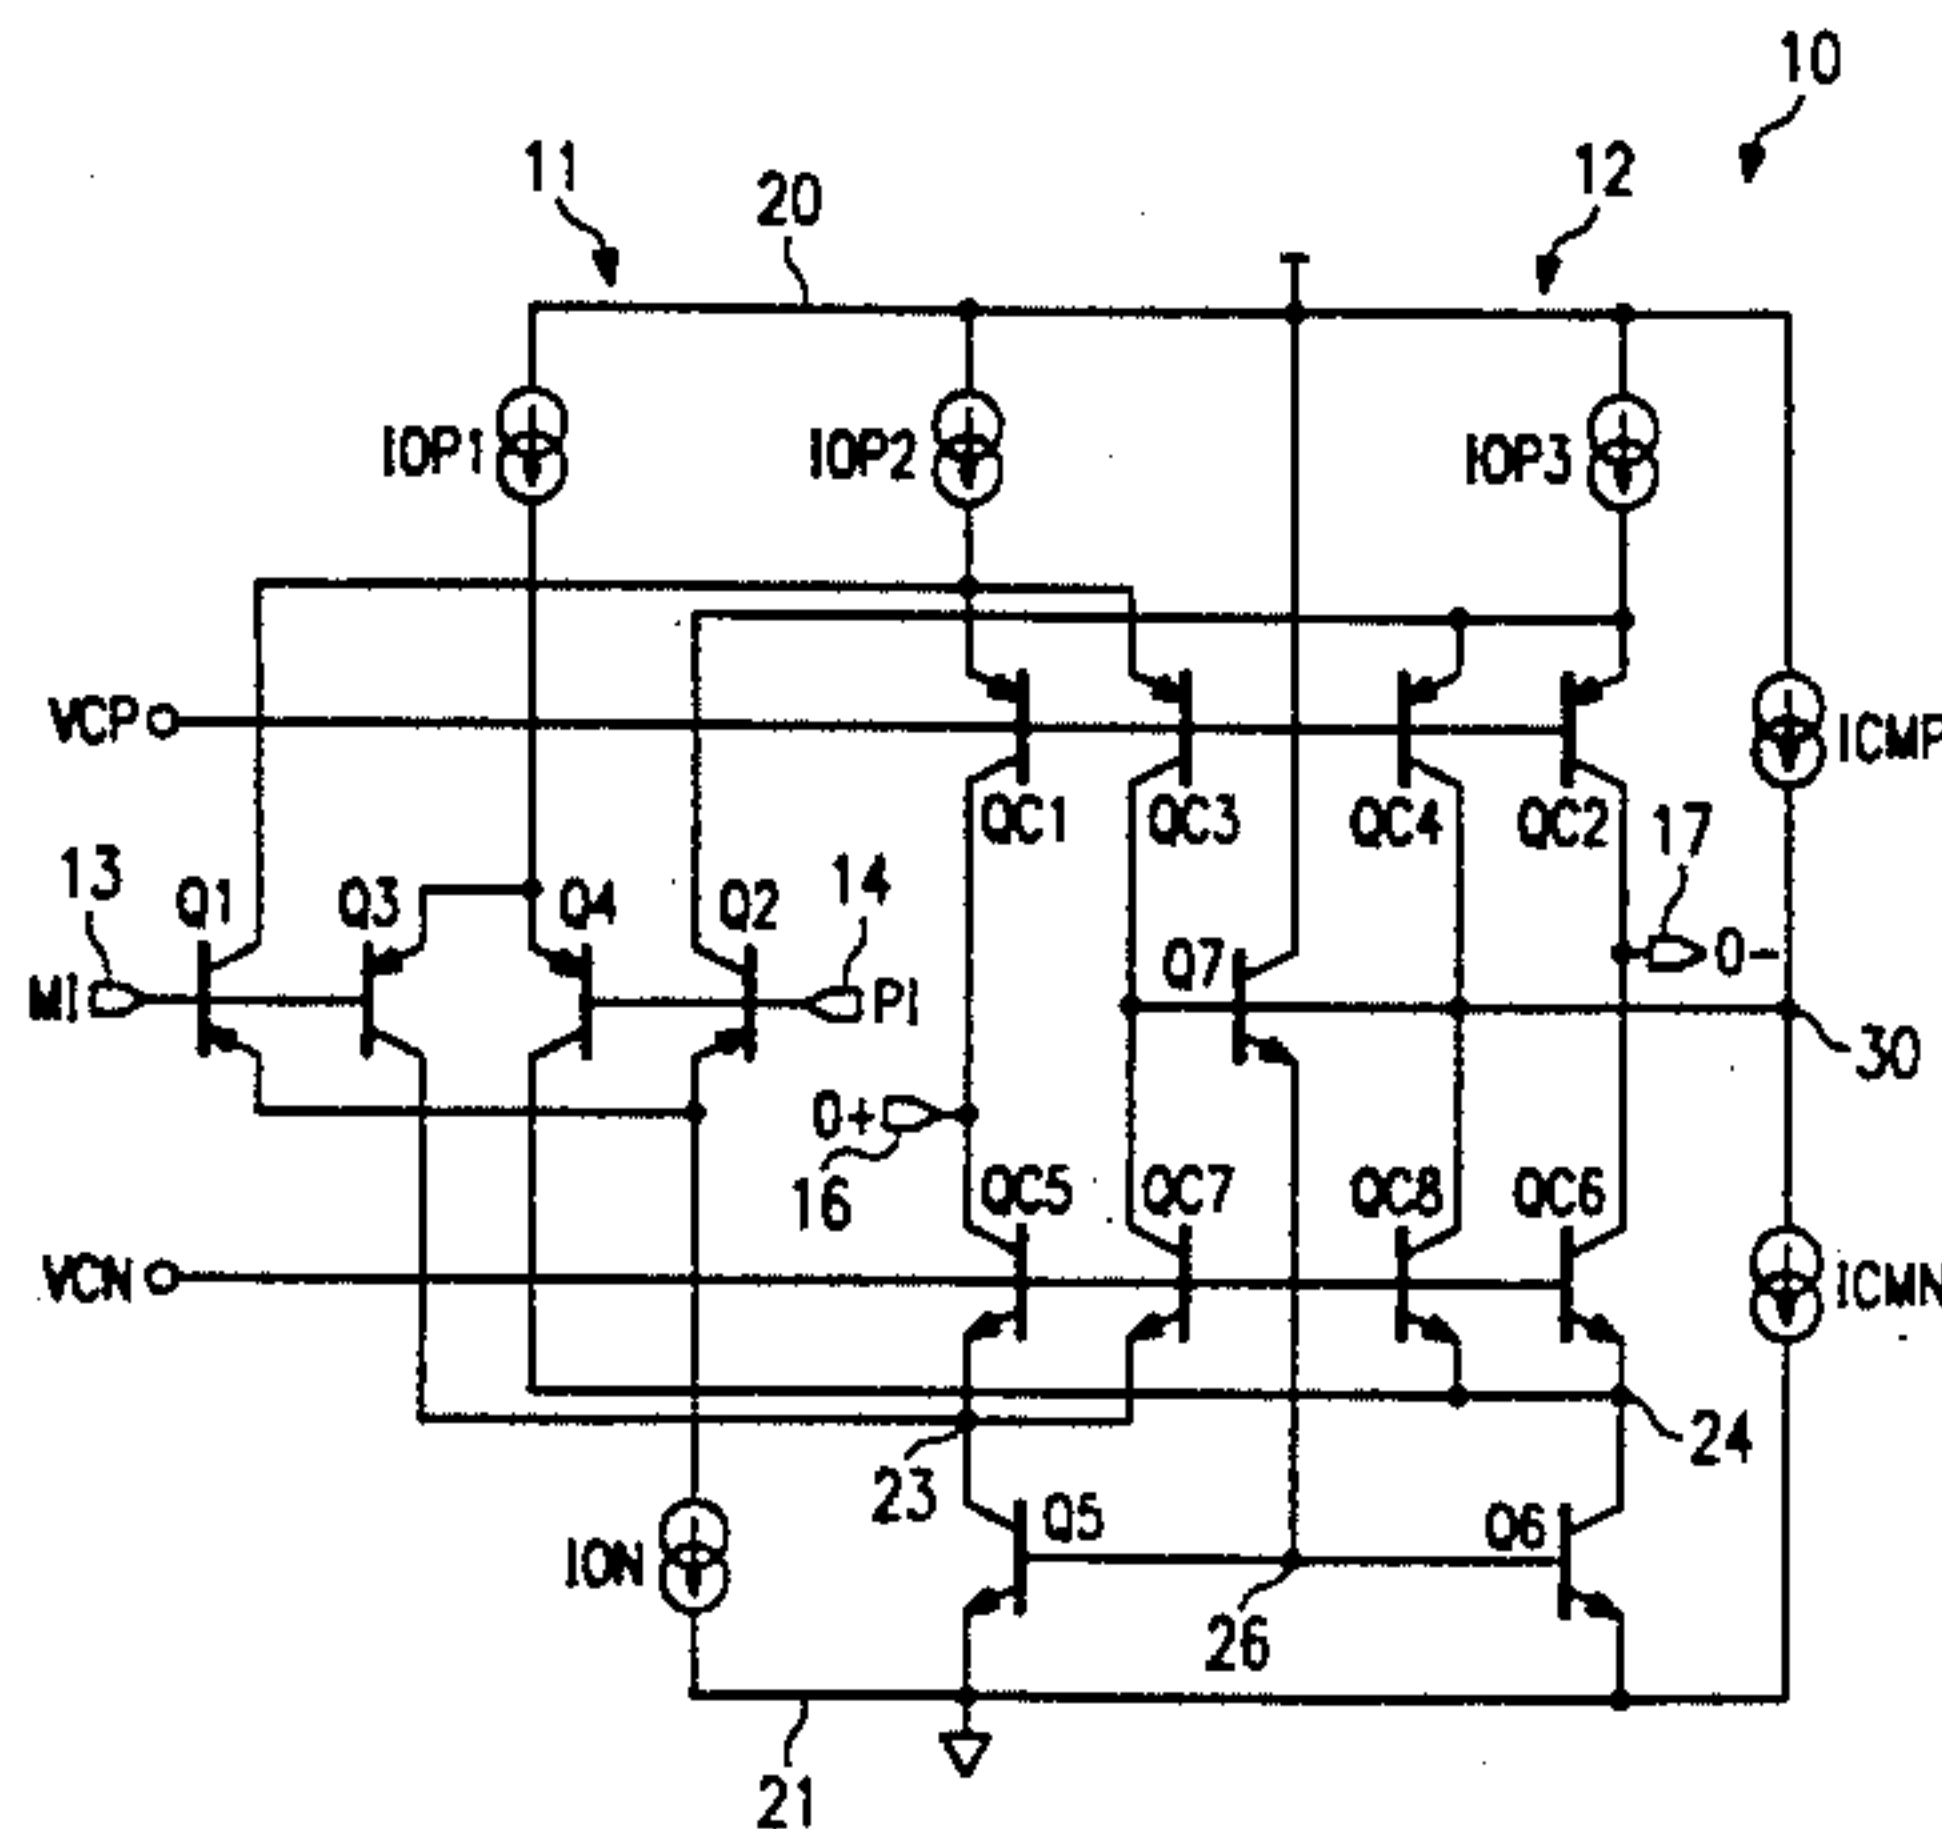 10
11
20
12
IOP1
IOP2
IOP3
VCP
ICMP
QC1
QC3
QC4
QC2
17
13
Q1
Q3
Q4
Q2
14
Q7
O-
MI
PI
30
O+
16
QC5
QC7
QC8
QC6
VCN
ICMN
24
23
Q5
Q6
ION
26
21